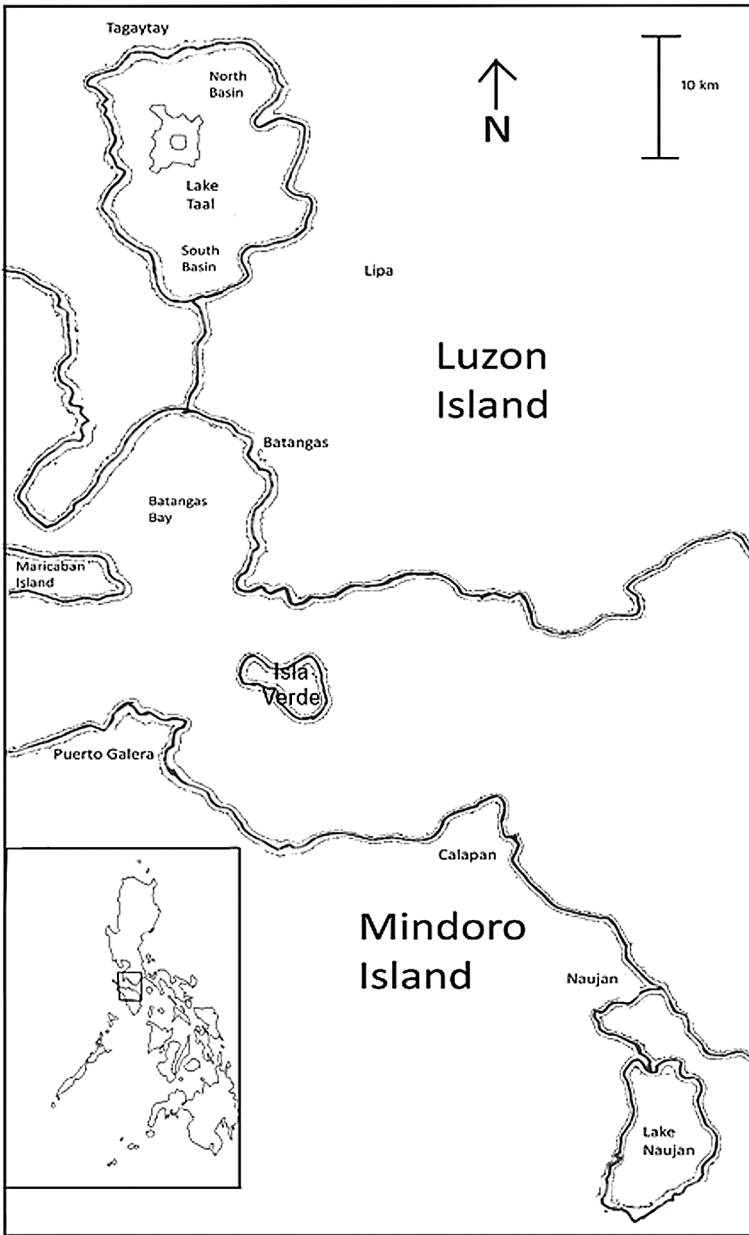 Tagaytay
North
Basin
10 km
N
Lake
Taal
South
Basin
Lipa
Luzon
Island
Batangas
Batangas
Bay
Maricaban
Island
Isla
Verde
Puerto Galera
Calapan
Mindoro
Island
Naujan
Lake
Naujan